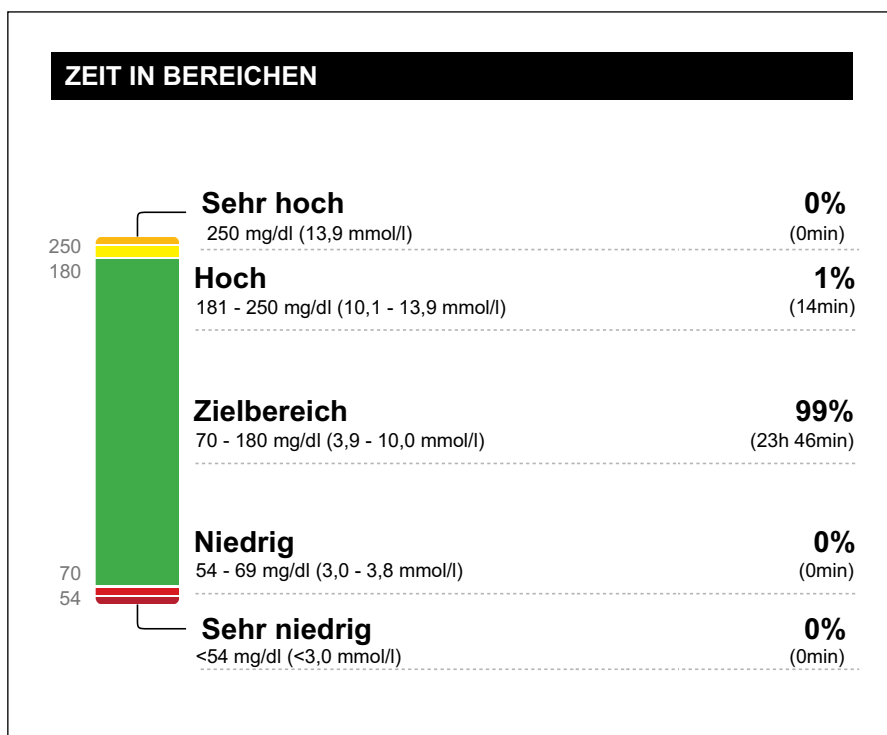 ZEIT IN BEREICHEN
Sehr hoch 0%
250 mg/dl (13,9 mmol/l) (0min)
250
180
Hoch 1%
181 - 250 mg/dl (10,1 - 13,9 mmol/l) (14min)
Zielbereich 99%
70 - 180 mg/dl (3,9 - 10,0 mmol/l) (23h 46min)
Niedrig 0%
54 - 69 mg/dl (3,0 - 3,8 mmol/l) (0min)
70
54
Sehr niedrig 0%
<54 mg/dl (<3,0 mmol/l) (0min)